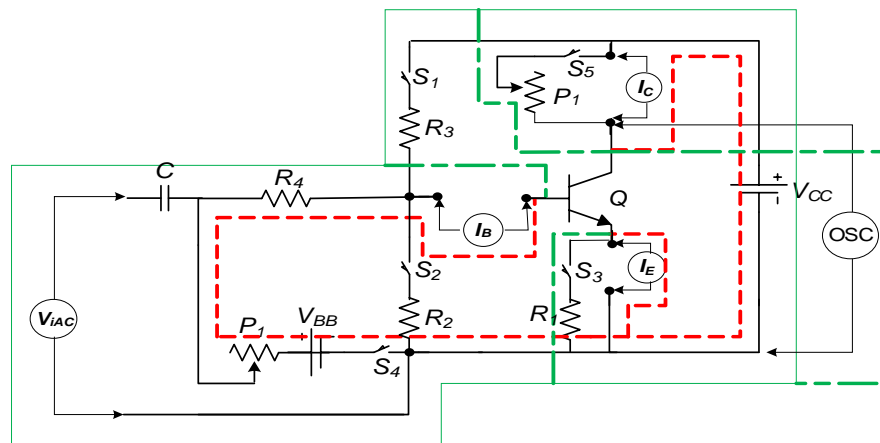 S5
S1
P1
IC
R3
C
R4
Q
+
VCC
-
IB
OSC
S2
S3
IE
ViAC
VBB
+
P1
R2
R1
S4